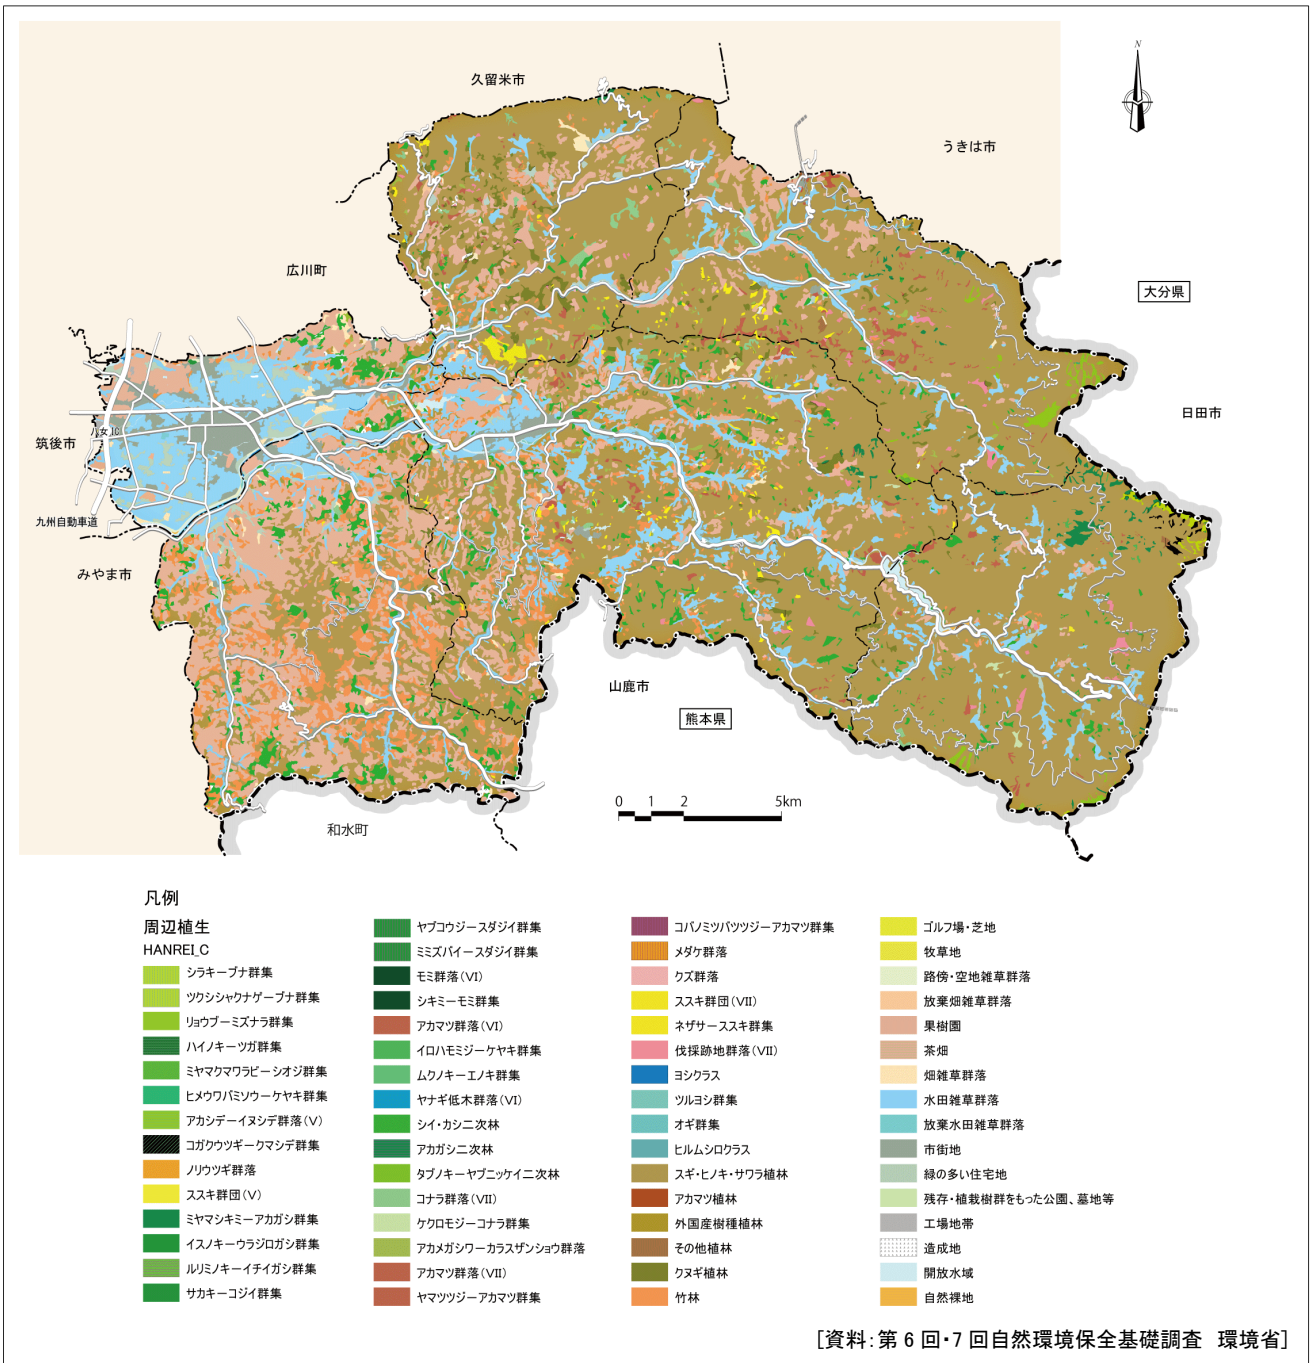 N
久留米市
うきは市
広川町
大分県
日田市
筑後市
八女IC
九州自動車道
みやま市
山鹿市
熊本県
和水町
0 1 2 5km
凡例
周辺植生
HANREI_C
シラキーブナ群集
ツクシシャクナゲーブナ群集
リョウブーミズナラ群集
ハイノキーツガ群集
ミヤマクマワラビーシオジ群集
ヒメウワバミソウーケヤキ群集
アカシデーイヌシデ群落(V)
コガクウツギークマシデ群集
ノリウツギ群落
ススキ群団(V)
ミヤマシキミーアカガシ群集
イスノキーウラジロガシ群集
ルリミノキーイチイガシ群集
サカキーコジイ群集
ヤブコウジースダジイ群集
ミミズバイースダジイ群集
モミ群落(VI)
シキミーモミ群集
アカマツ群落(VI)
イロハモミジーケヤキ群集
ムクノキーエノキ群集
ヤナギ低木群落(VI)
シイ・カシ二次林
アカガシ二次林
タブノキーヤブニッケイ二次林
コナラ群落(VII)
ケクロモジーコナラ群集
アカメガシワーカラスザンショウ群落
アカマツ群落(VII)
ヤマツツジーアカマツ群集
コバノミツバツツジーアカマツ群集
メダケ群落
クズ群落
ススキ群団(VII)
ネザサーススキ群集
伐採跡地群落(VII)
ヨシクラス
ツルヨシ群集
オギ群集
ヒルムシロクラス
スギ・ヒノキ・サワラ植林
アカマツ植林
外国産樹種植林
その他植林
クヌギ植林
竹林
ゴルフ場・芝地
牧草地
路傍・空地雑草群落
放棄畑雑草群落
果樹園
茶畑
畑雑草群落
水田雑草群落
放棄水田雑草群落
市街地
緑の多い住宅地
残存・植栽樹群をもった公園、墓地等
工場地帯
造成地
開放水域
自然裸地
[資料:第6回・7回自然環境保全基礎調査 環境省]